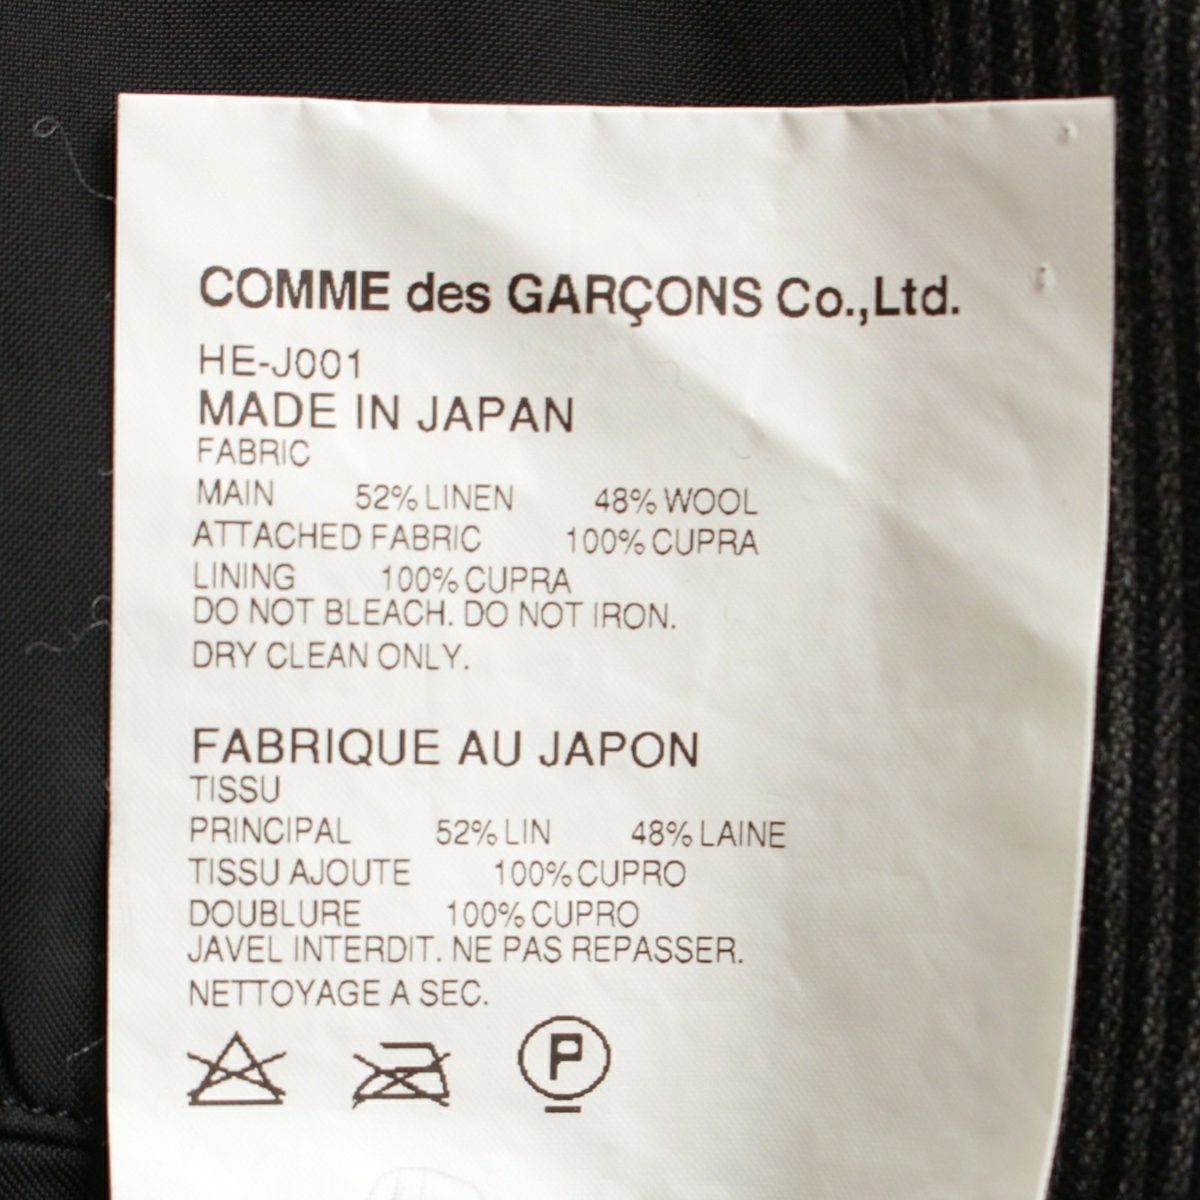 COMME des GARÇONS Co.,Ltd.
HE-J001
MADE IN JAPAN
FABRIC
MAIN 52% LINEN 48% WOOL
ATTACHED FABRIC 100% CUPRA
LINING 100% CUPRA
DO NOT BLEACH. DO NOT IRON.
DRY CLEAN ONLY.
FABRIQUE AU JAPON
TISSU
PRINCIPAL 52% LIN 48% LAINE
TISSU AJOUTE 100% CUPRO
DOUBLURE 100% CUPRO
JAVEL INTERDIT. NE PAS REPASSER.
NETTOYAGE A SEC.
P